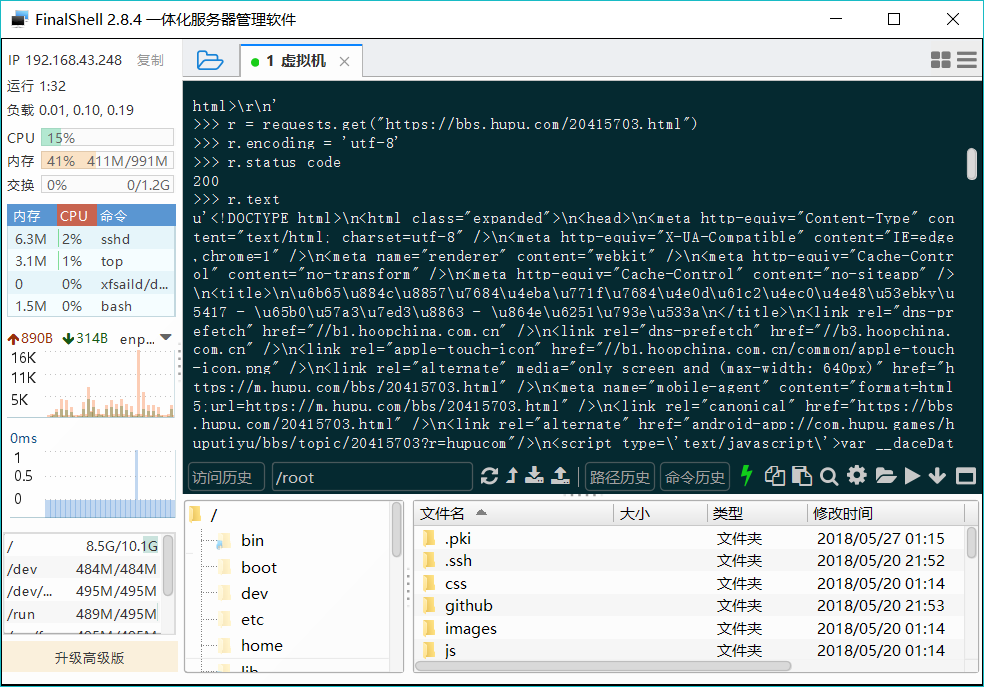 FinalShell 2.8.4 一体化服务器管理软件
IP 192.168.43.248 复制
运行 1:32
负载 0.01, 0.10, 0.19
CPU 15%
内存 41% 411M/991M
交换 0% 0/1.2G
内存 CPU 命令
6.3M 2% sshd
3.1M 1% top
0 0% xfsaild/d...
1.5M 0% bash
890B 314B enp...
16K
11K
5K
0ms
1
0.5
0
/ 8.5G/10.1G
/dev 484M/484M
/dev/... 495M/495M
/run 489M/495M
升级高级版
1 虚拟机
html>\r\n'
>>> r = requests.get("https://bbs.hupu.com/20415703.html")
>>> r.encoding = 'utf-8'
>>> r.status_code
200
>>> r.text
u'<!DOCTYPE html>\n<html class="expanded">\n<head>\n<meta http-equiv="Content-Type" con
tent="text/html; charset=utf-8" />\n<meta http-equiv="X-UA-Compatible" content="IE=edge
,chrome=1" />\n<meta name="renderer" content="webkit" />\n<meta http-equiv="Cache-Contr
ol" content="no-transform" />\n<meta http-equiv="Cache-Control" content="no-siteapp" />
\n<title>\n\u6b65\u884c\u8857\u7684\u4eba\u771f\u7684\u4e0d\u61c2\u4ec0\u4e48\u53ebkv\u
5417 - \u65b0\u57a3\u7ed3\u8863 - \u864e\u6251\u793e\u533a\n</title>\n<link rel="dns-pr
efetch" href="//b1.hoopchina.com.cn" />\n<link rel="dns-prefetch" href="//b3.hoopchina.
com.cn" />\n<link rel="apple-touch-icon" href="//b1.hoopchina.com.cn/common/apple-touch
-icon.png" />\n<link rel="alternate" media="only screen and (max-width: 640px)" href="h
ttps://m.hupu.com/bbs/20415703.html" />\n<meta name="mobile-agent" content="format=html
5;url=https://m.hupu.com/bbs/20415703.html" />\n<link rel="canonical" href="https://bbs
.hupu.com/20415703.html" />\n<link rel="alternate" href="android-app://com.hupu.games/h
uputiyu/bbs/topic/20415703?r=hupucom"/>\n<script type=\'text/javascript\'>var __daceDat
访问历史 /root 路径历史 命令历史
/
bin
boot
dev
etc
home
lib
文件名 大小 类型 修改时间
.pki 文件夹 2018/05/27 01:15
.ssh 文件夹 2018/05/20 21:52
css 文件夹 2018/05/20 01:14
github 文件夹 2018/05/20 21:53
images 文件夹 2018/05/20 01:14
js 文件夹 2018/05/20 01:14